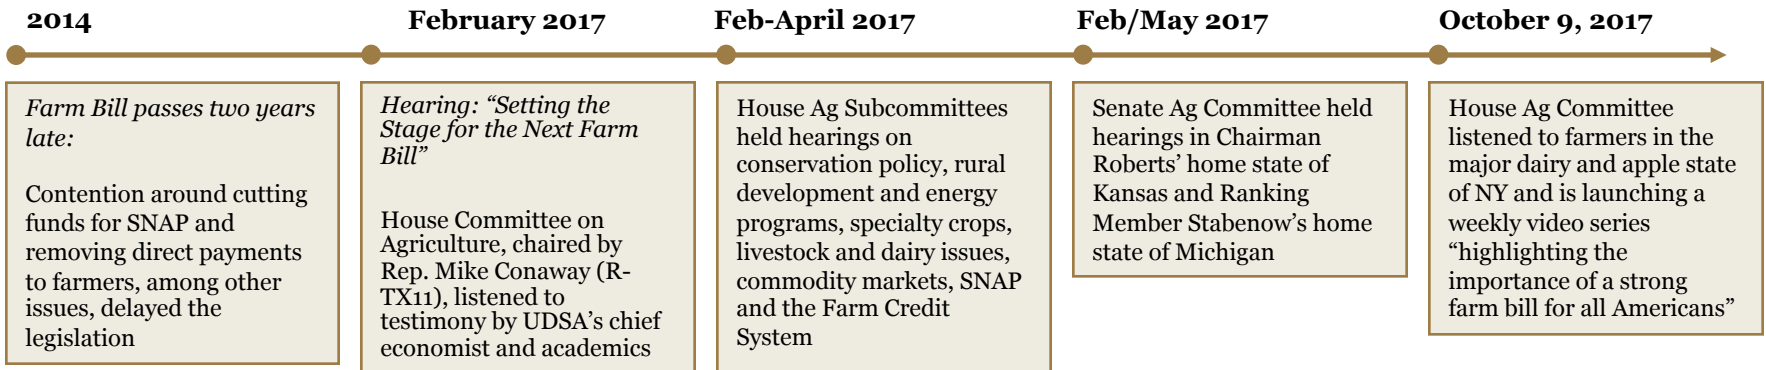 2014
Farm Bill passes two years
late:
Contention around cutting
funds for SNAP and
removing direct payments
to farmers, among other
issues, delayed the
legislation
February 2017
Hearing: “Setting the
Stage for the Next Farm
Bill”
House Committee on
Agriculture, chaired by
Rep. Mike Conaway (R-
TX11), listened to
testimony by UDSA’s chief
economist and academics
Feb-April 2017
House Ag Subcommittees
held hearings on
conservation policy, rural
development and energy
programs, specialty crops,
livestock and dairy issues,
commodity markets, SNAP
and the Farm Credit
System
Feb/May 2017
Senate Ag Committee held
hearings in Chairman
Roberts’ home state of
Kansas and Ranking
Member Stabenow’s home
state of Michigan
October 9, 2017
House Ag Committee
listened to farmers in the
major dairy and apple state
of NY and is launching a
weekly video series
“highlighting the
importance of a strong
farm bill for all Americans”